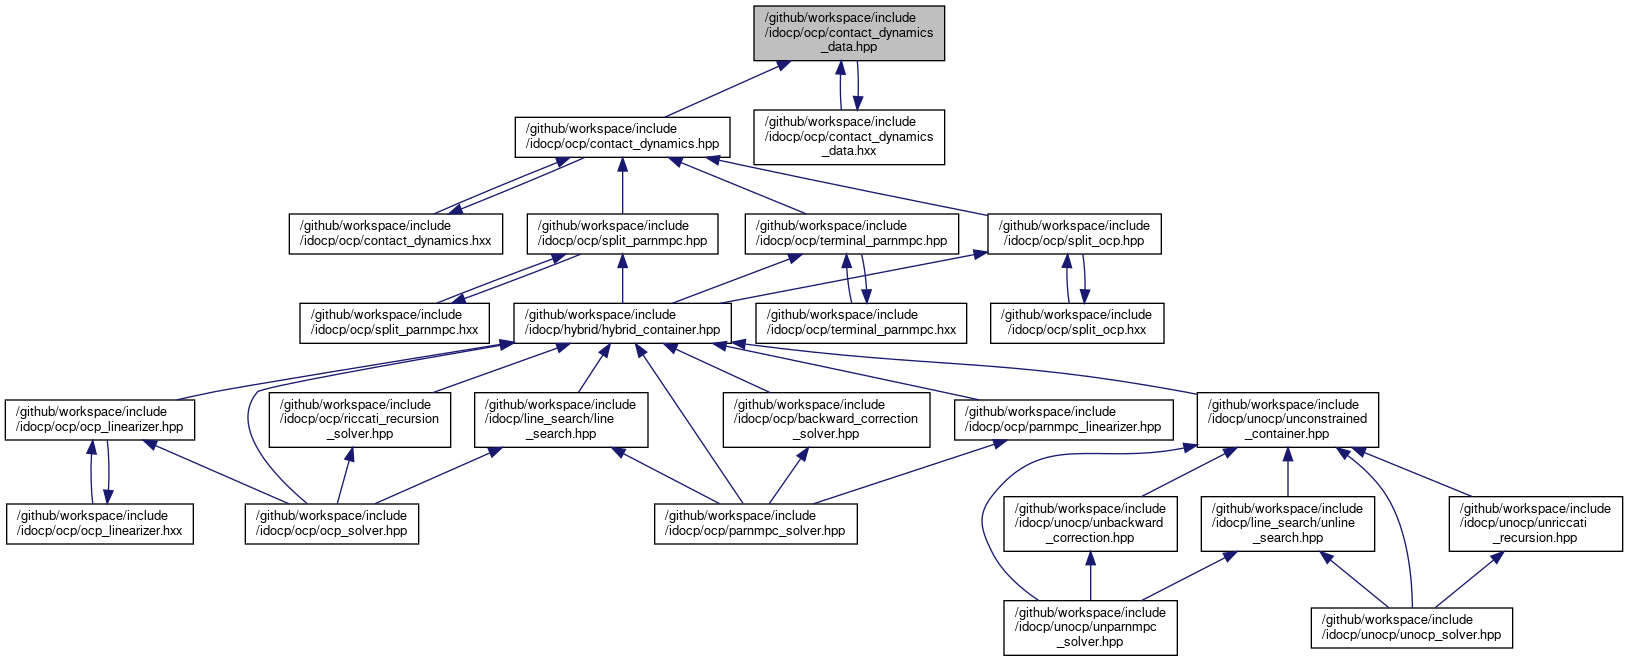 /github/workspace/include
/idocp/ocp/contact_dynamics
_data.hpp
/github/workspace/include
/idocp/ocp/contact_dynamics.hpp
/github/workspace/include
/idocp/ocp/contact_dynamics
_data.hxx
/github/workspace/include
/idocp/ocp/contact_dynamics.hxx
/github/workspace/include
/idocp/ocp/split_parnmpc.hpp
/github/workspace/include
/idocp/ocp/terminal_parnmpc.hpp
/github/workspace/include
/idocp/ocp/split_ocp.hpp
/github/workspace/include
/idocp/ocp/split_parnmpc.hxx
/github/workspace/include
/idocp/hybrid/hybrid_container.hpp
/github/workspace/include
/idocp/ocp/terminal_parnmpc.hxx
/github/workspace/include
/idocp/ocp/split_ocp.hxx
/github/workspace/include
/idocp/ocp/ocp_linearizer.hpp
/github/workspace/include
/idocp/ocp/riccati_recursion
_solver.hpp
/github/workspace/include
/idocp/line_search/line
_search.hpp
/github/workspace/include
/idocp/ocp/backward_correction
_solver.hpp
/github/workspace/include
/idocp/ocp/parnmpc_linearizer.hpp
/github/workspace/include
/idocp/unocp/unconstrained
_container.hpp
/github/workspace/include
/idocp/ocp/ocp_linearizer.hxx
/github/workspace/include
/idocp/ocp/ocp_solver.hpp
/github/workspace/include
/idocp/ocp/parnmpc_solver.hpp
/github/workspace/include
/idocp/unocp/unbackward
_correction.hpp
/github/workspace/include
/idocp/line_search/unline
_search.hpp
/github/workspace/include
/idocp/unocp/unriccati
_recursion.hpp
/github/workspace/include
/idocp/unocp/unparnmpc
_solver.hpp
/github/workspace/include
/idocp/unocp/unocp_solver.hpp